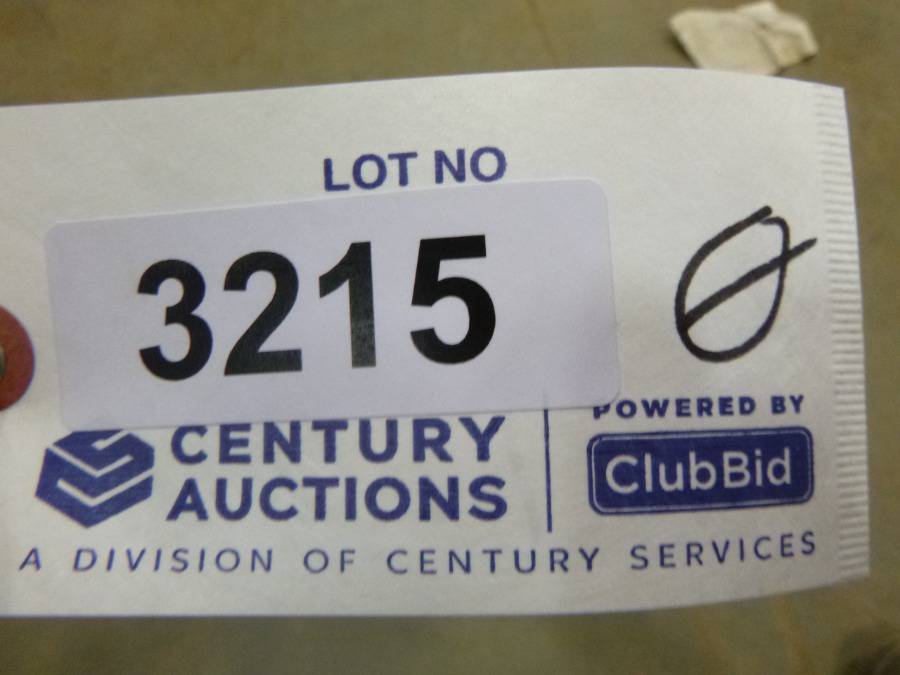 LOT NO
3215
Ø
CENTURY
AUCTIONS
POWERED BY
ClubBid
A DIVISION OF CENTURY SERVICES